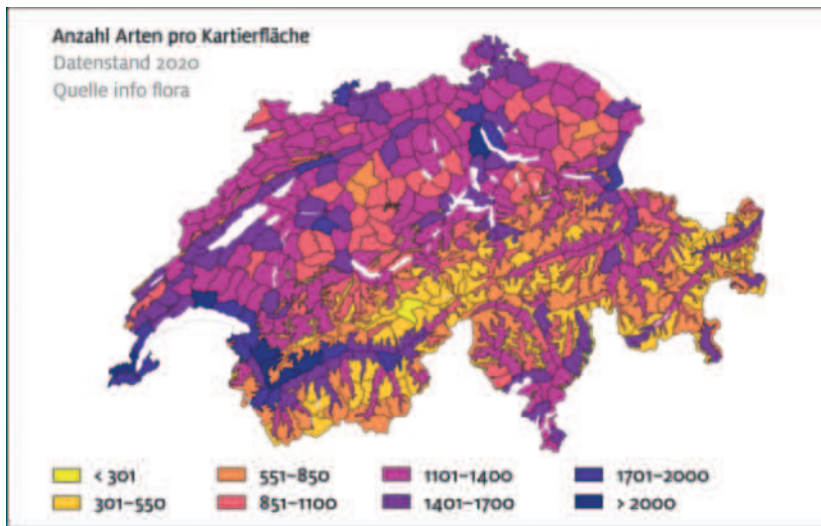 Anzahl Arten pro Kartierfläche
Datenstand 2020
Quelle info flora
< 301
551–850
1101–1400
1701–2000
301–550
851–1100
1401–1700
> 2000